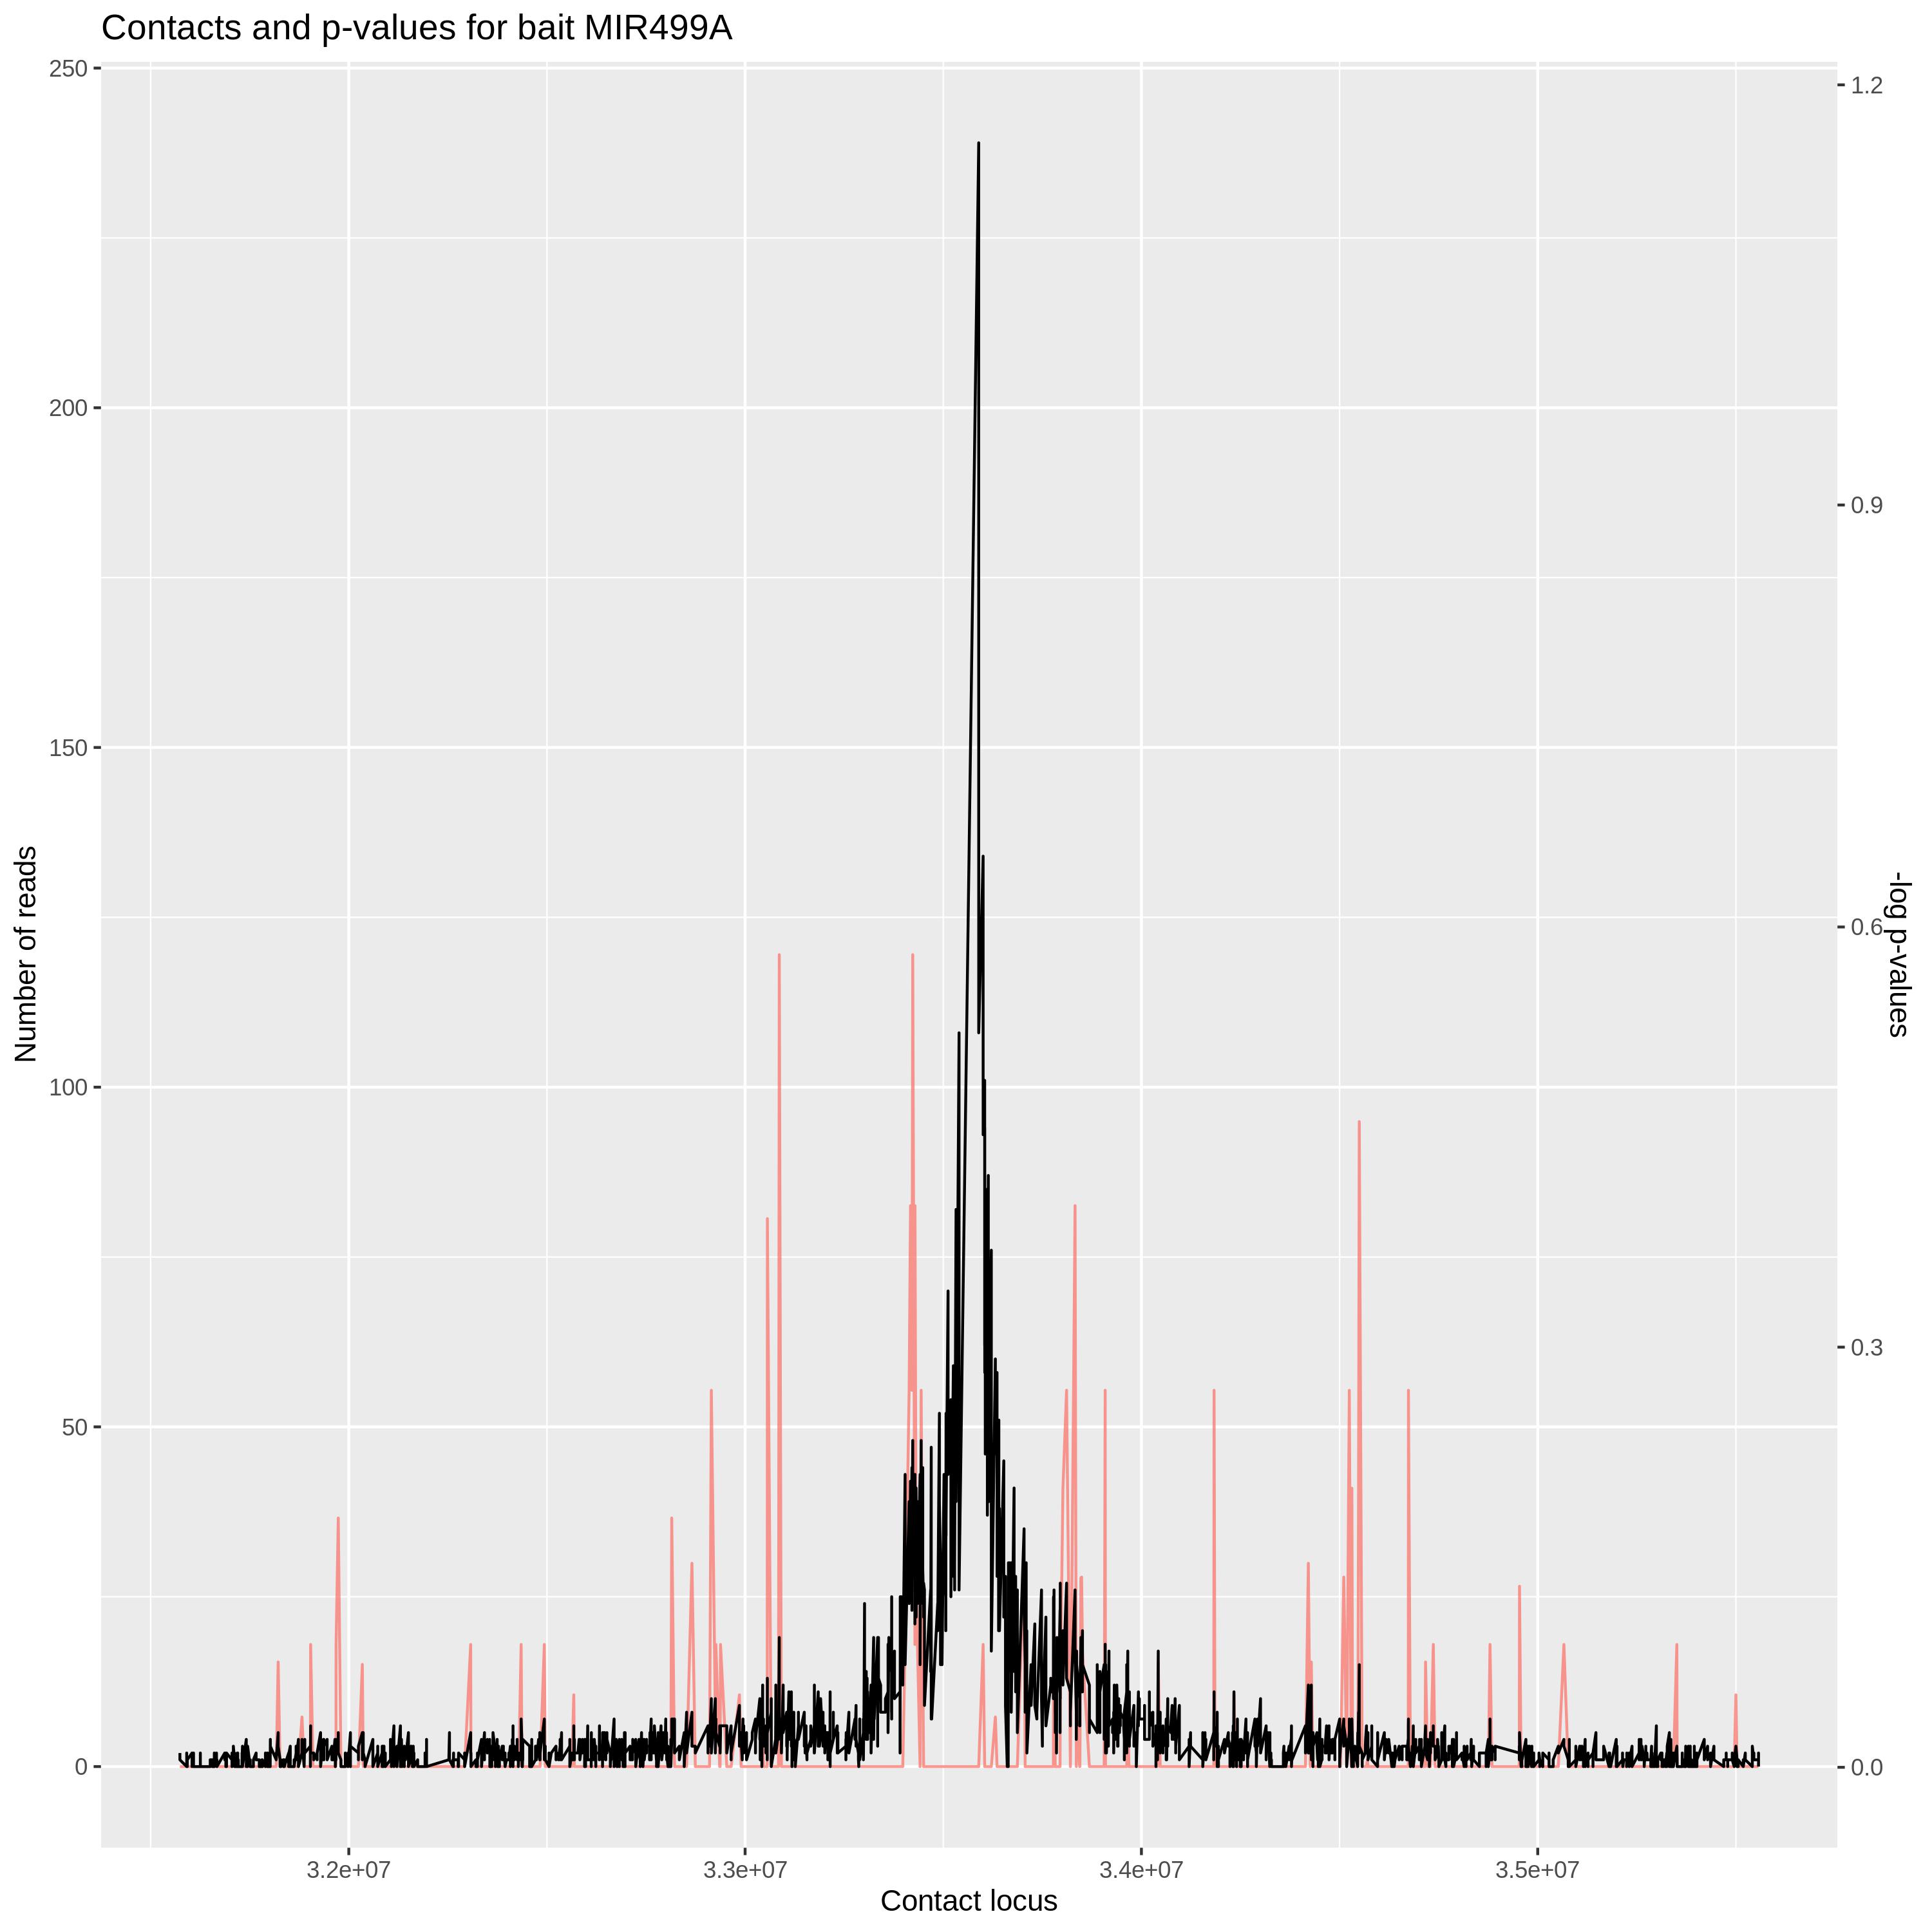 Contacts and p-values for bait MIR499A
250
200
150
100
50
0
Number of reads
1.2
0.9
0.6
0.3
0.0
-log p-values
3.2e+07
3.3e+07
3.4e+07
3.5e+07
Contact locus